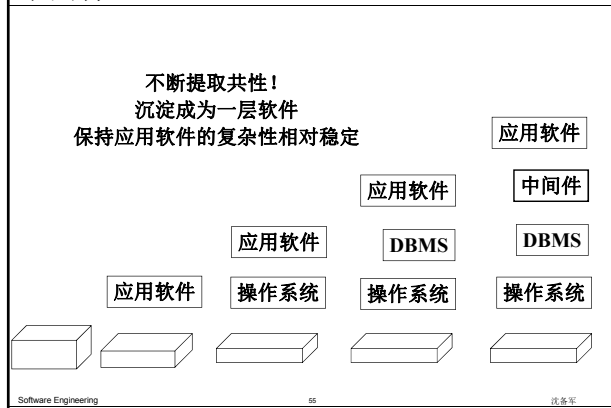 不断提取共性！
沉淀成为一层软件
保持应用软件的复杂性相对稳定
应用软件
应用软件
中间件
应用软件
DBMS
DBMS
应用软件
操作系统
操作系统
操作系统
Software Engineering
55
沈备军